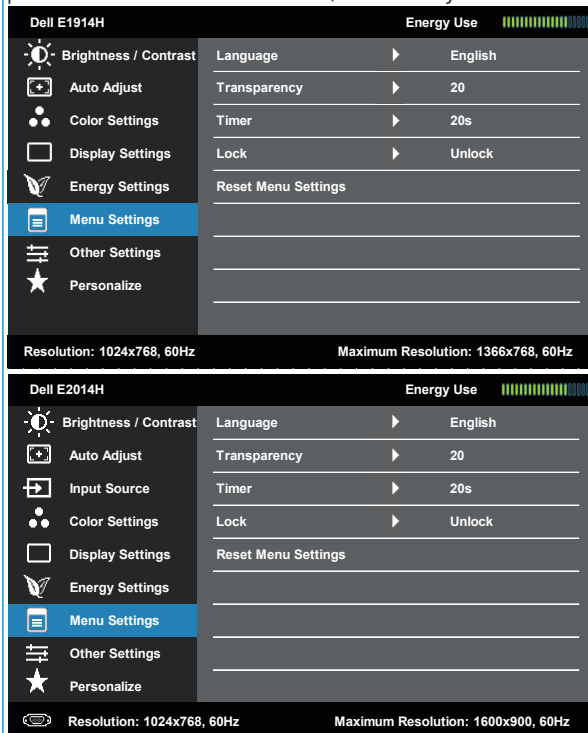 Dell E1914H Energy Use
Brightness / Contrast Language English
Auto Adjust Transparency 20
Color Settings Timer 20s
Display Settings Lock Unlock
Energy Settings Reset Menu Settings
Menu Settings
Other Settings
Personalize
Resolution: 1024x768, 60Hz Maximum Resolution: 1366x768, 60Hz
Dell E2014H Energy Use
Brightness / Contrast Language English
Auto Adjust Transparency 20
Input Source Timer 20s
Color Settings Lock Unlock
Display Settings Reset Menu Settings
Energy Settings
Menu Settings
Other Settings
Personalize
Resolution: 1024x768, 60Hz Maximum Resolution: 1600x900, 60Hz